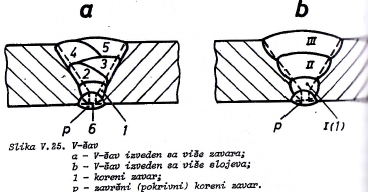 a
b
4
5
3
2
III
II
p
6
1
p
I(1)
Slika V.25. V-šav
a - V-šav izveden sa više zavara;
b - V-šav izveden sa više slojeva;
1 - koreni zavar;
p - završni (pokrivni) koreni zavar.